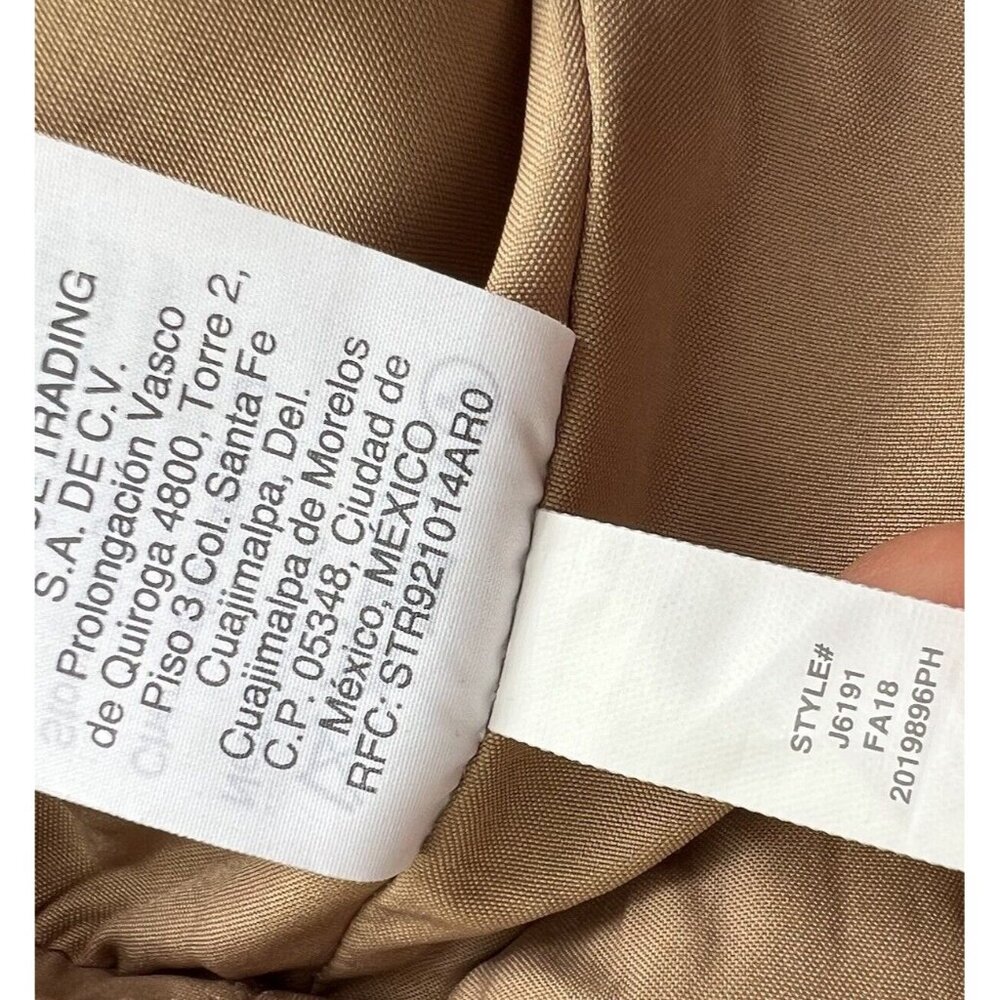 TRADING
S.A. DE C.V.
Prolongación Vasco
de Quiroga 4800, Torre 2,
Piso 3 Col. Santa Fe
Cuajimalpa, Del.
Cuajimalpa de Morelos
C.P. 05348, Ciudad de
México, MÉXICO
RFC: STR921014AR0
STYLE#
J6191
FA18
2019896PH